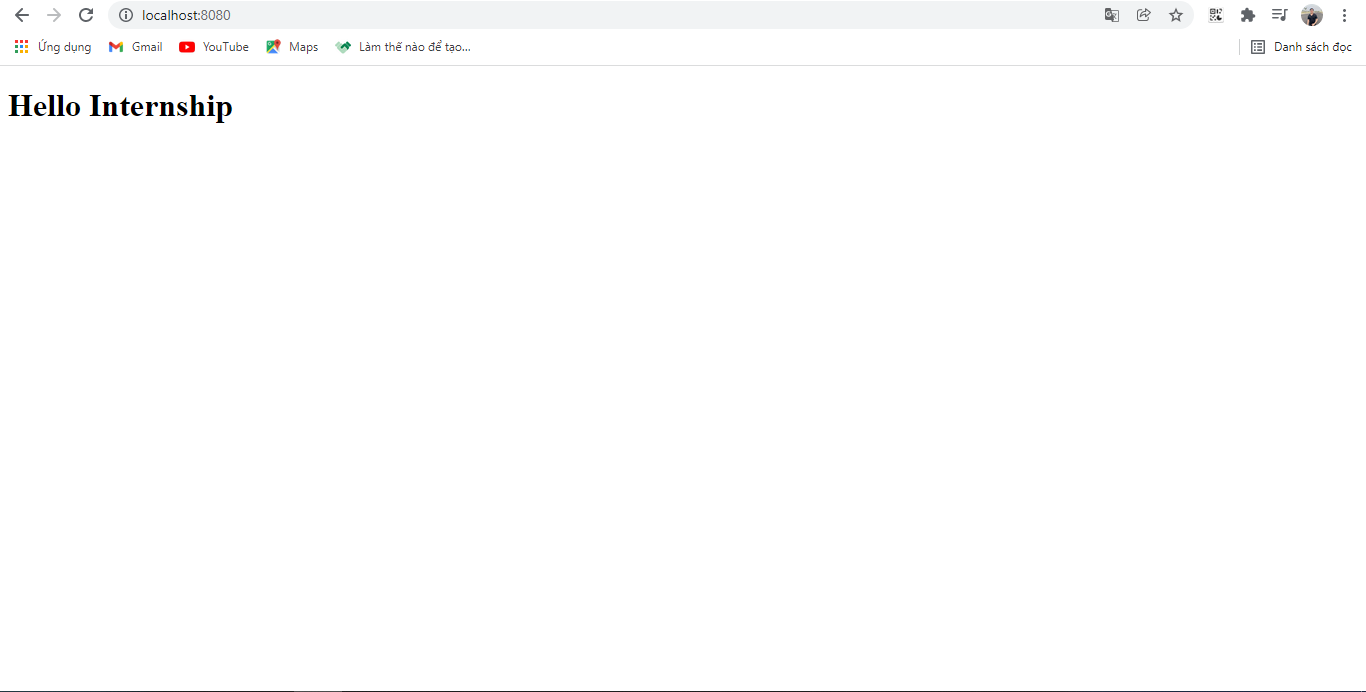 localhost:8080
Ứng dụng Gmail YouTube Maps Làm thế nào để tạo... Danh sách đọc
Hello Internship